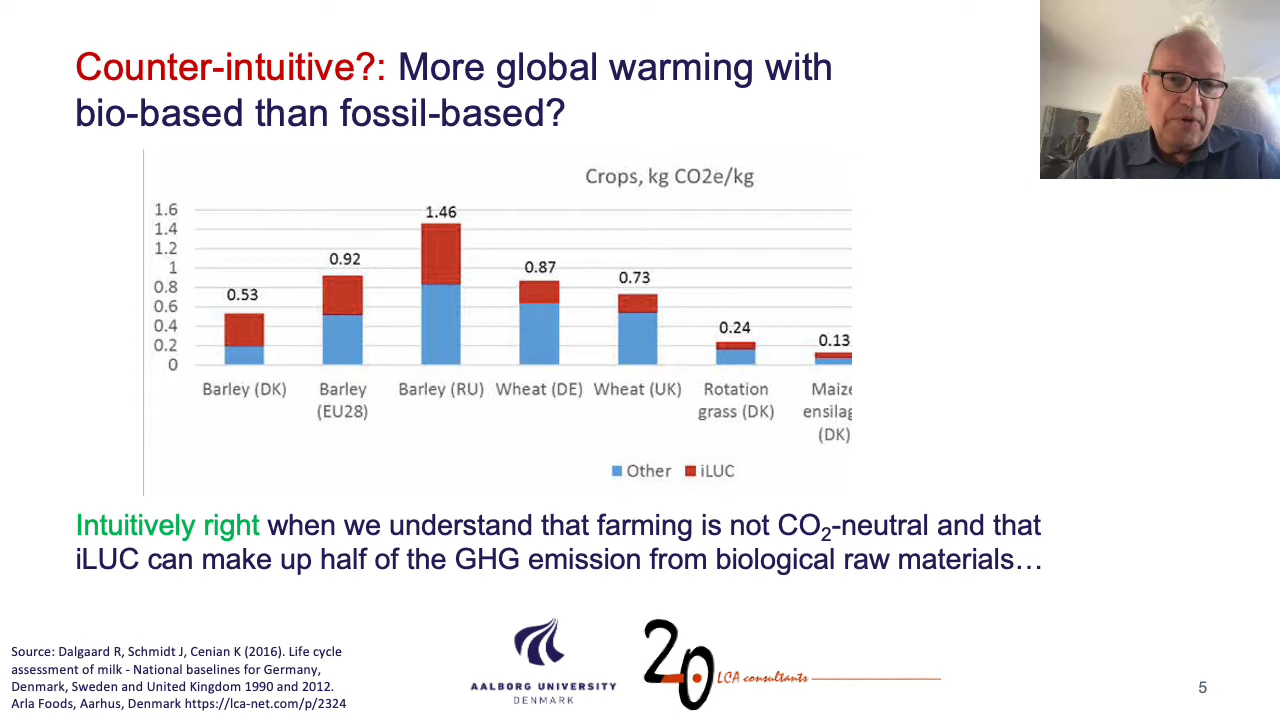 Counter-intuitive?: More global warming with
bio-based than fossil-based?
Crops, kg CO2e/kg
1.6
1.4
1.2
1
0.8
0.6
0.4
0.2
0
0.53
0.92
1.46
0.87
0.73
0.24
0.13
Barley (DK)
Barley
(EU28)
Barley (RU)
Wheat (DE)
Wheat (UK)
Rotation
grass (DK)
Maize
ensilag
(DK)
Other
iLUC
Intuitively right when we understand that farming is not CO₂-neutral and that
iLUC can make up half of the GHG emission from biological raw materials…
Source: Dalgaard R, Schmidt J, Cenian K (2016). Life cycle
assessment of milk - National baselines for Germany,
Denmark, Sweden and United Kingdom 1990 and 2012.
Arla Foods, Aarhus, Denmark https://lca-net.com/p/2324
AALBORG UNIVERSITY
DENMARK
2.0 LCA consultants
5